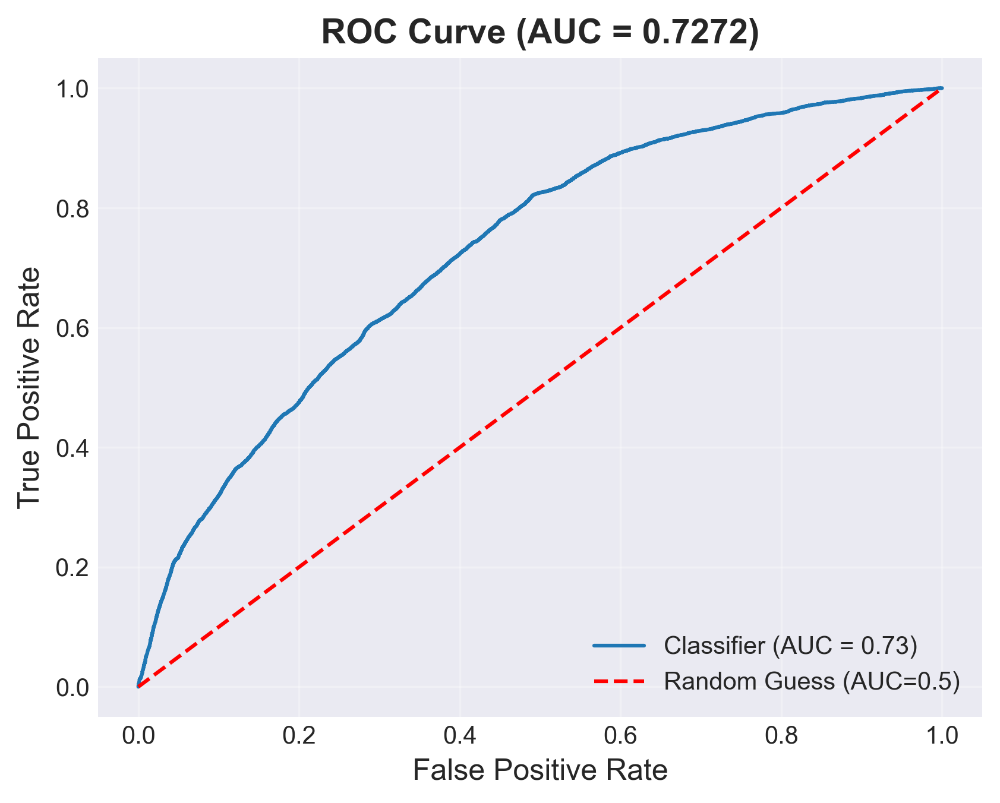 ROC Curve (AUC = 0.7272)
1.0
0.8
0.6
0.4
0.2
0.0
True Positive Rate
Classifier (AUC = 0.73)
Random Guess (AUC=0.5)
0.0 0.2 0.4 0.6 0.8 1.0
False Positive Rate